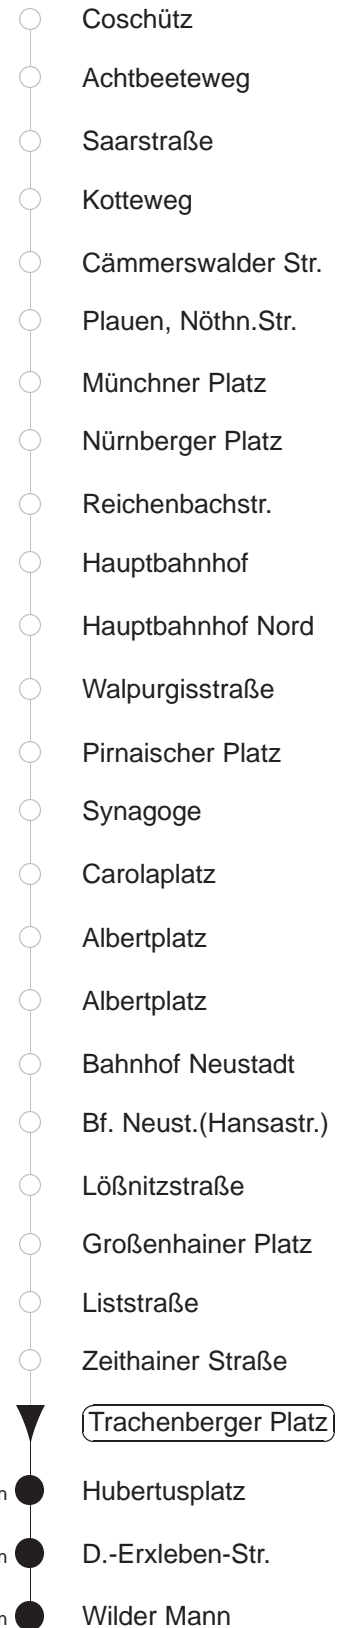 Coschütz
Achtbeeteweg
Saarstraße
Kotteweg
Cämmerswalder Str.
Plauen, Nöthn.Str.
Münchner Platz
Nürnberger Platz
Reichenbachstr.
Hauptbahnhof
Hauptbahnhof Nord
Walpurgisstraße
Pirnaischer Platz
Synagoge
Carolaplatz
Albertplatz
Albertplatz
Bahnhof Neustadt
Bf. Neust.(Hansastr.)
Lößnitzstraße
Großenhainer Platz
Liststraße
Zeithainer Straße
Trachenberger Platz
Hubertusplatz
D.-Erxleben-Str.
Wilder Mann